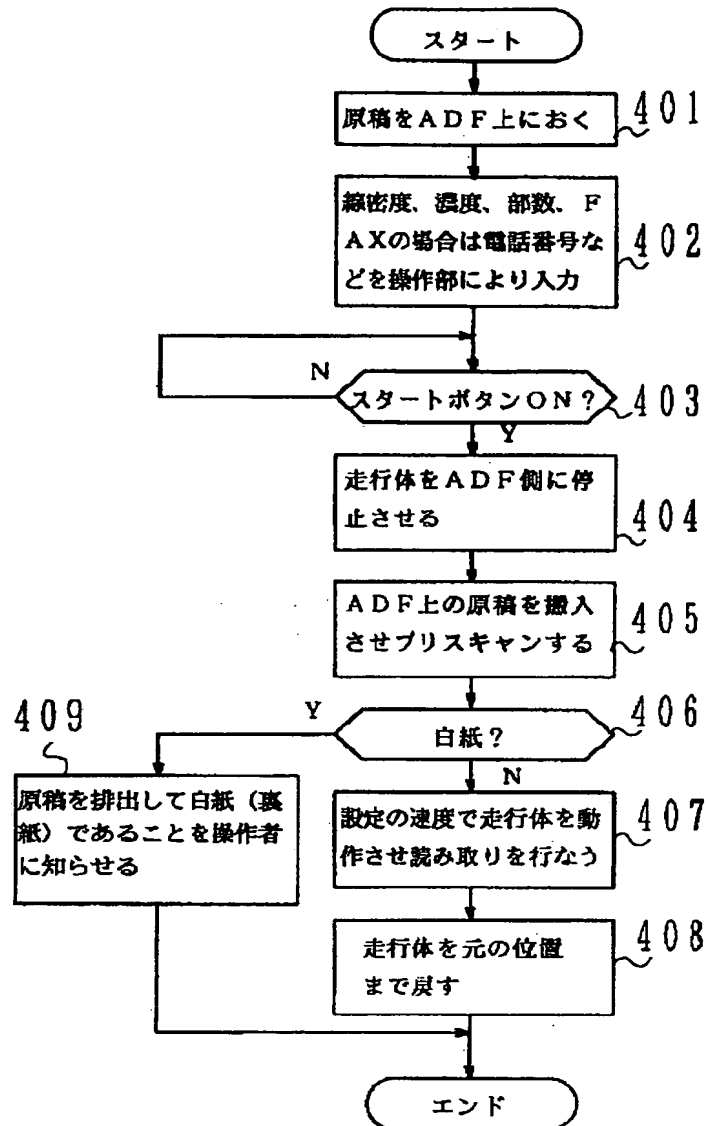 スタート
原稿をADF上におく
401
線密度、濃度、部数、F
AXの場合は電話番号な
どを操作部により入力
402
N
スタートボタンON?
403
Y
走行体をADF側に停
止させる
404
ADF上の原稿を搬入
させプリスキャンする
405
Y
白紙?
406
N
409
原稿を排出して白紙(裏
紙)であることを操作者
に知らせる
設定の速度で走行体を動
作させ読み取りを行なう
407
走行体を元の位置
まで戻す
408
エンド